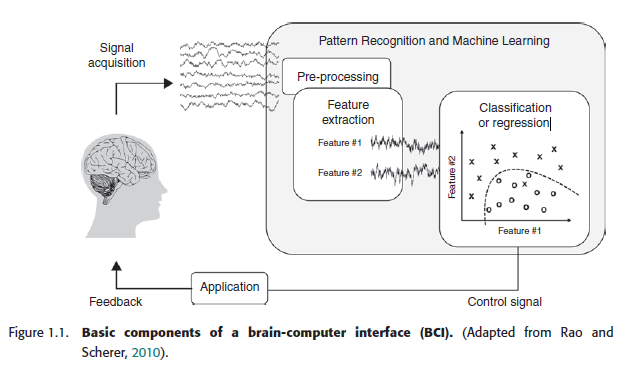 Signal
acquisition
Pattern Recognition and Machine Learning
Pre-processing
Feature
extraction
Feature #1
Feature #2
Classification
or regression
Feature #2
Feature #1
Application
Feedback
Control signal
Figure 1.1. Basic components of a brain-computer interface (BCI). (Adapted from Rao and
Scherer, 2010).